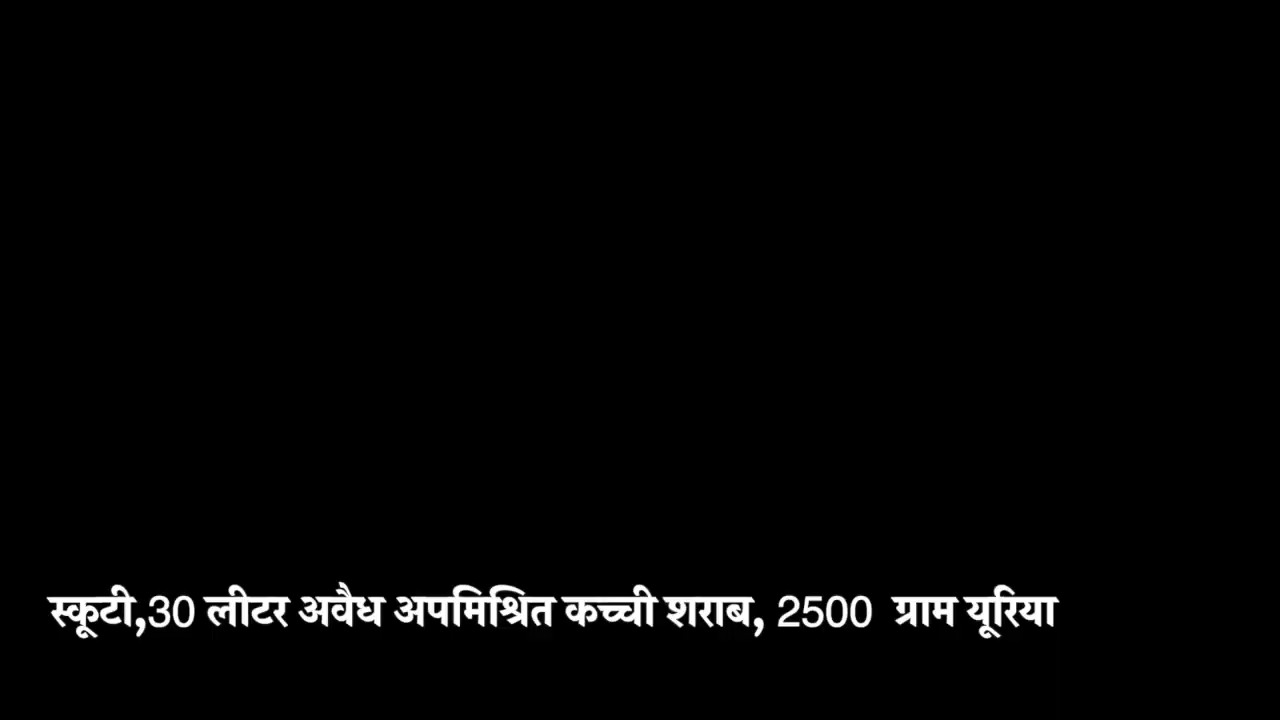 स्कूटी,30 लीटर अवैध अपमिश्रित कच्ची शराब, 2500 ग्राम यूरिया